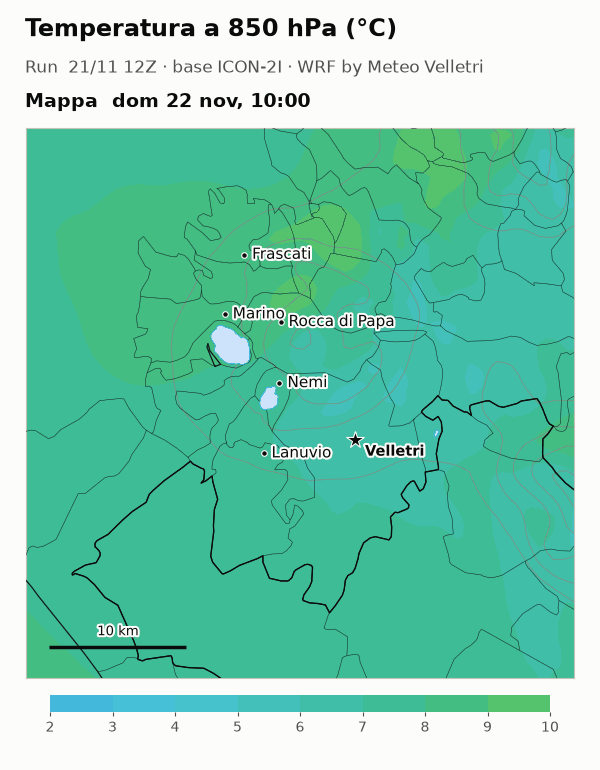 Temperatura a 850 hPa (°C)
Run  21/11 12Z · base ICON-2I · WRF by Meteo Velletri
Mappa  dom 22 nov, 10:00
Frascati
Marino
Rocca di Papa
Nemi
Velletri
Lanuvio
10 km
2 3 4 5 6 7 8 9 10